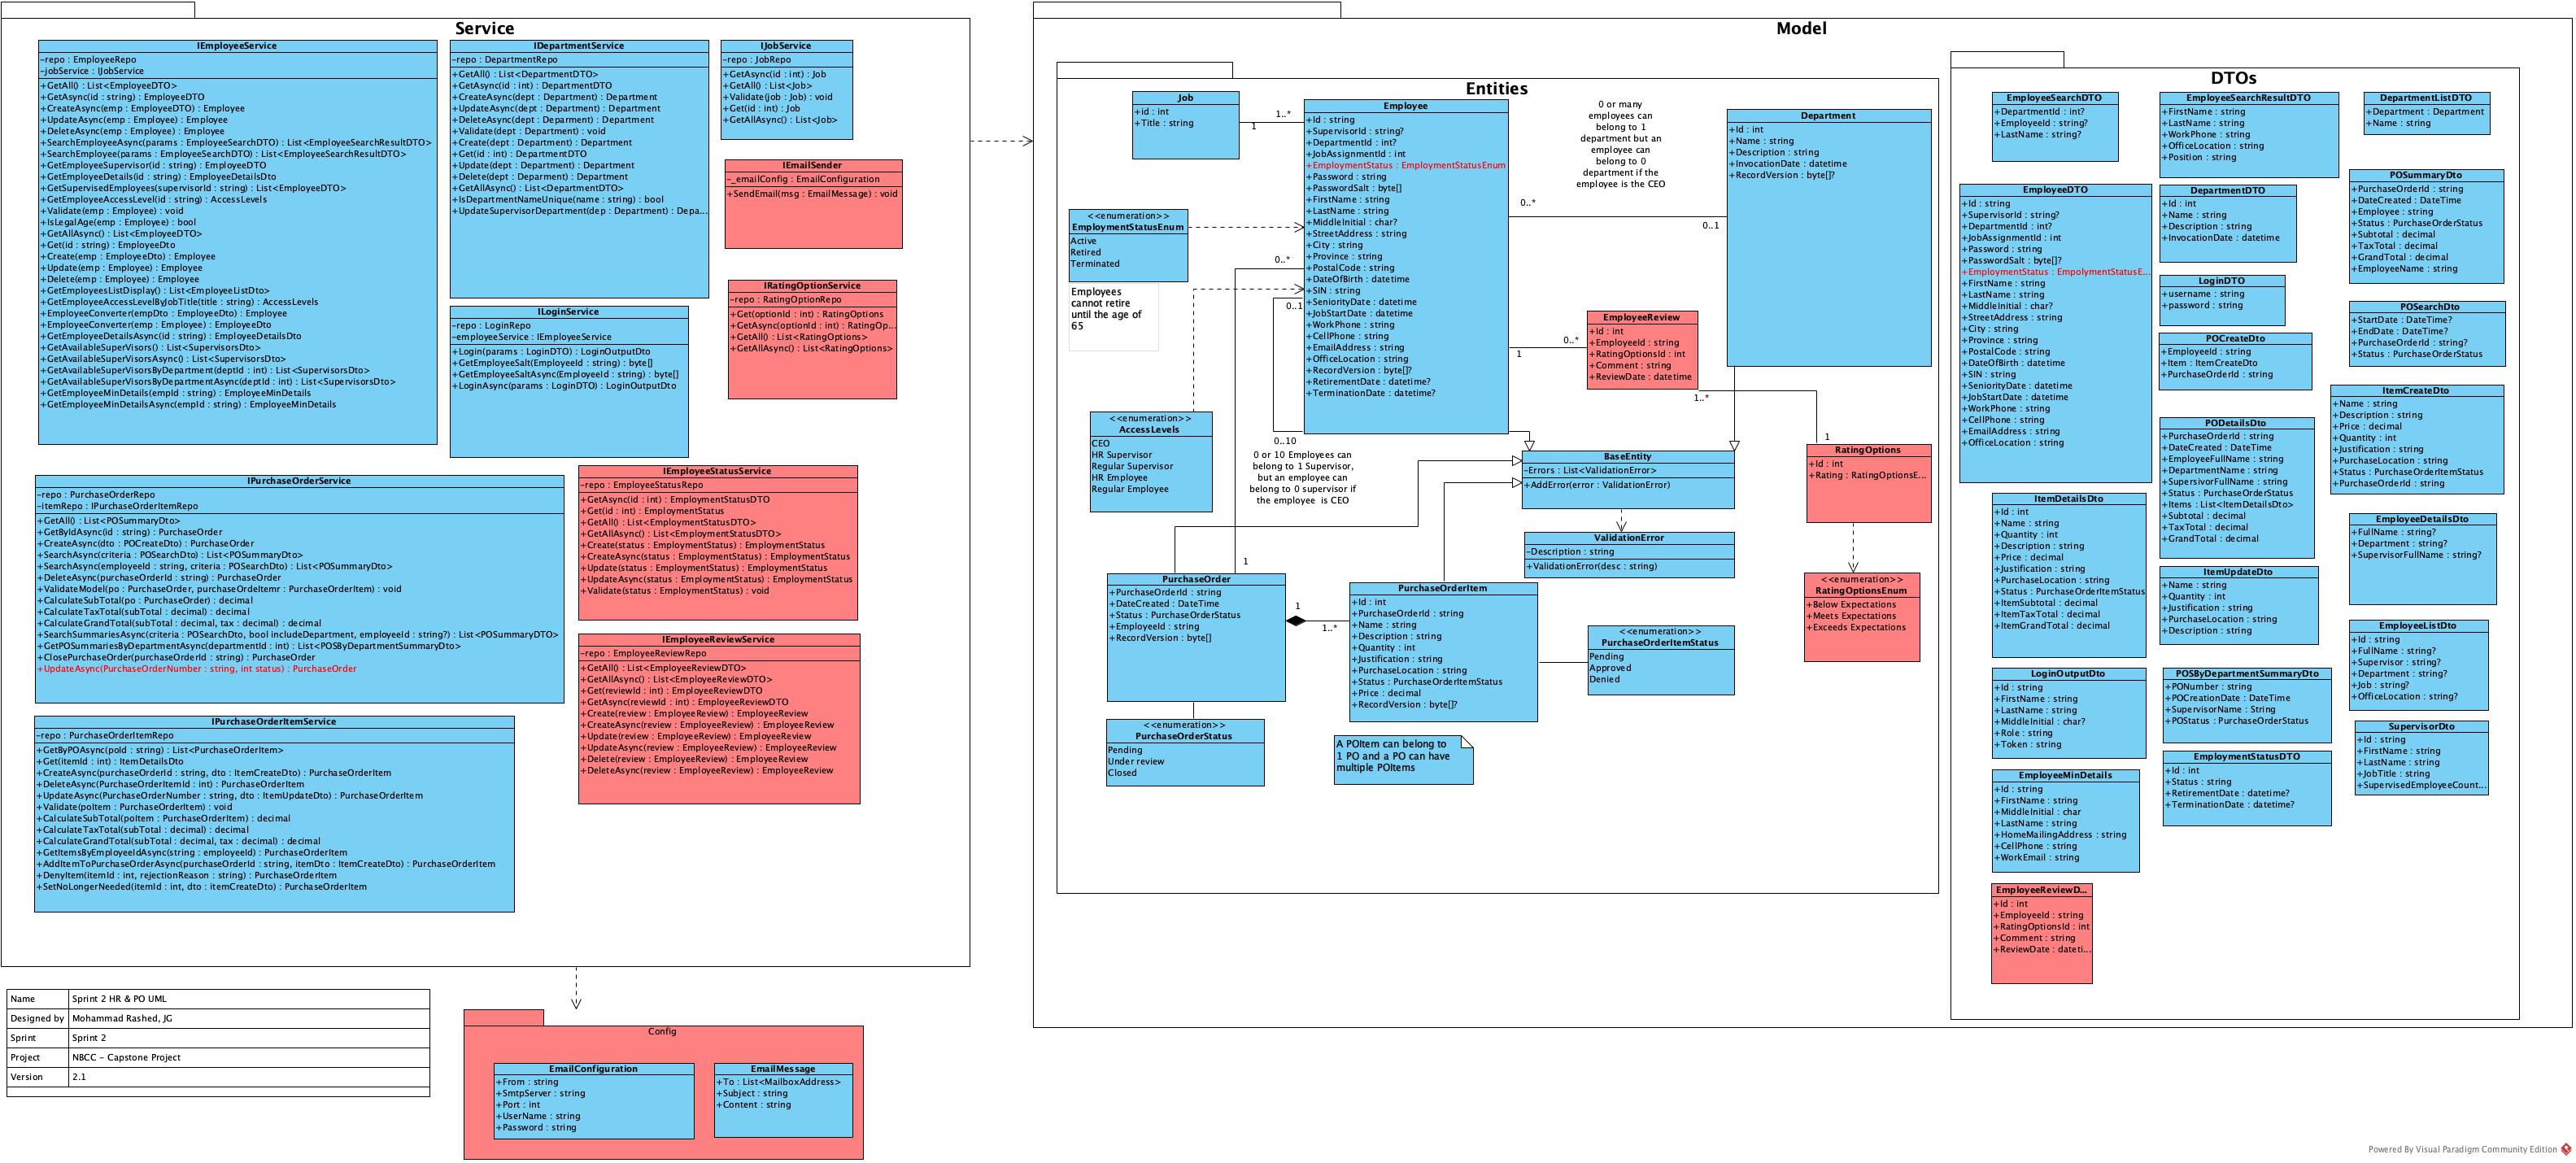 Service
IEmployeeService
-repo : EmployeeRepo
-jobService : IJobService
+GetAll() : List<EmployeeDTO>
+GetAsync(id : string) : EmployeeDTO
+CreateAsync(emp : EmployeeDTO) : Employee
+UpdateAsync(emp : Employee) : Employee
+DeleteAsync(emp : Employee) : Employee
+SearchEmployeeAsync(params : EmployeeSearchDTO) : List<EmployeeSearchResultDTO>
+SearchEmployee(params : EmployeeSearchDTO) : List<EmployeeSearchResultDTO>
+GetEmployeeSupervisor(id : string) : EmployeeDTO
+GetEmployeeDetails(id : string) : EmployeeDetailsDto
+GetSupervisedEmployees(supervisorId : string) : List<EmployeeDTO>
+GetEmployeeAccessLevel(id : string) : AccessLevels
+Validate(emp : Employee) : void
+IsLegalAge(emp : Employee) : bool
+GetAllAsync() : List<EmployeeDTO>
+Get(id : string) : EmployeeDto
+Create(emp : EmployeeDto) : Employee
+Update(emp : Employee) : Employee
+Delete(emp : Employee) : Employee
+GetEmployeesListDisplay() : List<EmployeeListDto>
+GetEmployeeAccessLevelByJobTitle(title : string) : AccessLevels
+EmployeeConverter(empDto : EmployeeDto) : Employee
+EmployeeConverter(emp : Employee) : EmployeeDto
+GetEmployeeDetailsAsync(id : string) : EmployeeDetailsDto
+GetAvailableSuperVisors() : List<SupervisorsDto>
+GetAvailableSuperVisorsAsync() : List<SupervisorsDto>
+GetAvailableSuperVisorsByDepartment(deptId : int) : List<SupervisorsDto>
+GetAvailableSuperVisorsByDepartmentAsync(deptId : int) : List<SupervisorsDto>
+GetEmployeeMinDetails(empId : string) : EmployeeMinDetails
+GetEmployeeMinDetailsAsync(empId : string) : EmployeeMinDetails
IDepartmentService
-repo : DepartmentRepo
+GetAll() : List<DepartmentDTO>
+GetAsync(id : int) : DepartmentDTO
+CreateAsync(dept : Department) : Department
+UpdateAsync(dept : Department) : Department
+DeleteAsync(dept : Deparment) : Department
+Validate(dept : Department) : void
+Create(dept : Department) : Department
+Get(id : int) : DepartmentDTO
+Update(dept : Department) : Department
+Delete(dept : Department) : Department
+GetAllAsync() : List<DepartmentDTO>
+IsDepartmentNameUnique(name : string) : bool
+UpdateSupervisorDepartment(dep : Department) : Depa...
IJobService
-repo : JobRepo
+GetAsync(id : int) : Job
+GetAll() : List<Job>
+Validate(job : Job) : void
+Get(id : int) : Job
+GetAllAsync() : List<Job>
IEmailSender
-_emailConfig : EmailConfiguration
+SendEmail(msg : EmailMessage) : void
IRatingOptionService
-repo : RatingOptionRepo
+Get(optionId : int) : RatingOptions
+GetAsync(optionId : int) : RatingOp...
+GetAll() : List<RatingOptions>
+GetAllAsync() : List<RatingOptions>
ILoginService
-repo : LoginRepo
-employeeService : IEmployeeService
+Login(params : LoginDTO) : LoginOutputDto
+GetEmployeeSalt(EmployeeId : string) : byte[]
+GetEmployeeSaltAsync(EmployeeId : string) : byte[]
+LoginAsync(params : LoginDTO) : LoginOutputDto
IPurchaseOrderService
-repo : PurchaseOrderRepo
-itemRepo : IPurchaseOrderItemRepo
+GetAll() : List<POSummaryDto>
+GetByIdAsync(id : string) : PurchaseOrder
+CreateAsync(dto : POCreateDto) : PurchaseOrder
+SearchAsync(criteria : POSearchDto) : List<POSummaryDto>
+SearchAsync(employeeId : string, criteria : POSearchDto) : List<POSummaryDto>
+DeleteAsync(purchaseOrderId : string) : PurchaseOrder
+ValidateModel(po : PurchaseOrder, purchaseOrdeItemr : PurchaseOrderItem) : void
+CalculateSubTotal(po : PurchaseOrder) : decimal
+CalculateTaxTotal(subTotal : decimal) : decimal
+CalculateGrandTotal(subTotal : decimal, tax : decimal) : decimal
+SearchSummariesAsync(criteria : POSearchDto, bool includeDepartment, employeeId : string?) : List<POSummaryDTO>
+GetPOSummariesByDepartmentAsync(departmentId : int) : List<POSByDepartmentSummaryDto>
+ClosePurchaseOrder(purchaseOrderId : string) : PurchaseOrder
+UpdateAsync(PurchaseOrderNumber : string, int status) : PurchaseOrder
IEmployeeStatusService
-repo : EmployeeStatusRepo
+GetAsync(id : int) : EmploymentStatusDTO
+Get(id : int) : EmploymentStatus
+GetAll() : List<EmploymentStatusDTO>
+GetAllAsync() : List<EmploymentStatusDTO>
+Create(status : EmploymentStatus) : EmploymentStatus
+CreateAsync(status : EmploymentStatus) : EmploymentStatus
+Update(status : EmploymentStatus) : EmploymentStatus
+UpdateAsync(status : EmploymentStatus) : EmploymentStatus
+Validate(status : EmploymentStatus) : void
IEmployeeReviewService
-repo : EmployeeReviewRepo
+GetAll() : List<EmployeeReviewDTO>
+GetAllAsync() : List<EmployeeReviewDTO>
+Get(reviewId : int) : EmployeeReviewDTO
+GetAsync(reviewId : int) : EmployeeReviewDTO
+Create(review : EmployeeReview) : EmployeeReview
+CreateAsync(review : EmployeeReview) : EmployeeReview
+Update(review : EmployeeReview) : EmployeeReview
+UpdateAsync(review : EmployeeReview) : EmployeeReview
+Delete(review : EmployeeReview) : EmployeeReview
+DeleteAsync(review : EmployeeReview) : EmployeeReview
IPurchaseOrderItemService
-repo : PurchaseOrderItemRepo
+GetByPOAsync(poId : string) : List<PurchaseOrderItem>
+Get(itemId : int) : ItemDetailsDto
+CreateAsync(purchaseOrderId : string, dto : ItemCreateDto) : PurchaseOrderItem
+DeleteAsync(PurchaseOrderItemId : int) : PurchaseOrderItem
+UpdateAsync(PurchaseOrderNumber : string, dto : ItemUpdateDto) : PurchaseOrderItem
+Validate(poItem : PurchaseOrderItem) : void
+CalculateSubTotal(poItem : PurchaseOrderItem) : decimal
+CalculateTaxTotal(subTotal : decimal) : decimal
+CalculateGrandTotal(subTotal : decimal, tax : decimal) : decimal
+GetItemsByEmployeeIdAsync(string : employeeId) : PurchaseOrderItem
+AddItemToPurchaseOrderAsync(purchaseOrderId : string, itemDto : ItemCreateDto) : PurchaseOrderItem
+DenyItem(itemId : int, rejectionReason : string) : PurchaseOrderItem
+SetNoLongerNeeded(itemId : int, dto : itemCreateDto) : PurchaseOrderItem
Name Sprint 2 HR & PO UML
Designed by Mohammad Rashed, JG
Sprint Sprint 2
Project NBCC - Capstone Project
Version 2.1
Config
EmailConfiguration
+From : string
+SmtpServer : string
+Port : int
+UserName : string
+Password : string
EmailMessage
+To : List<MailboxAddress>
+Subject : string
+Content : string
Model
Entities
Job
+id : int
+Title : string
1
1..*
Employee
+Id : string
+SupervisorId : string?
+DepartmentId : int?
+JobAssignmentId : int
+EmploymentStatus : EmploymentStatusEnum
+Password : string
+PasswordSalt : byte[]
+FirstName : string
+LastName : string
+MiddleInitial : char?
+StreetAddress : string
+City : string
+Province : string
+PostalCode : string
+DateOfBirth : datetime
+SIN : string
+SeniorityDate : datetime
+JobStartDate : datetime
+WorkPhone : string
+CellPhone : string
+EmailAddress : string
+OfficeLocation : string
+RecordVersion : byte[]?
+RetirementDate : datetime?
+TerminationDate : datetime?
0 or many
employees can
belong to 1
department but an
employee can
belong to 0
department if the
employee is the CEO
0..*
0..1
Department
+Id : int
+Name : string
+Description : string
+InvocationDate : datetime
+RecordVersion : byte[]?
<<enumeration>>
EmploymentStatusEnum
Active
Retired
Terminated
Employees
cannot retire
until the age of
65
0..*
0..1
0..10
0 or 10 Employees can
belong to 1 Supervisor,
but an employee can
belong to 0 supervisor if
the employee  is CEO
<<enumeration>>
AccessLevels
CEO
HR Supervisor
Regular Supervisor
HR Employee
Regular Employee
EmployeeReview
+Id : int
+EmployeeId : string
+RatingOptionsId : int
+Comment : string
+ReviewDate : datetime
1
0..*
1..*
1
RatingOptions
+Id : int
+Rating : RatingOptionsE...
BaseEntity
-Errors : List<ValidationError>
+AddError(error : ValidationError)
ValidationError
-Description : string
+ValidationError(desc : string)
<<enumeration>>
RatingOptionsEnum
+Below Expectations
+Meets Expectations
+Exceeds Expectations
1
PurchaseOrder
+PurchaseOrderId : string
+DateCreated : DateTime
+Status : PurchaseOrderStatus
+EmployeeId : string
+RecordVersion : byte[]
1
1..*
PurchaseOrderItem
+Id : int
+PurchaseOrderId : string
+Name : string
+Description : string
+Quantity : int
+Justification : string
+PurchaseLocation : string
+Status : PurchaseOrderItemStatus
+Price : decimal
+RecordVersion : byte[]?
<<enumeration>>
PurchaseOrderItemStatus
Pending
Approved
Denied
<<enumeration>>
PurchaseOrderStatus
Pending
Under review
Closed
A POItem can belong to
1 PO and a PO can have
multiple POItems
DTOs
EmployeeSearchDTO
+DepartmentId : int?
+EmployeeId : string?
+LastName : string?
EmployeeSearchResultDTO
+FirstName : string
+LastName : string
+WorkPhone : string
+OfficeLocation : string
+Position : string
DepartmentListDTO
+Department : Department
+Name : string
EmployeeDTO
+Id : string
+SupervisorId : string?
+DepartmentId : int?
+JobAssignmentId : int
+Password : string
+PasswordSalt : byte[]?
+EmploymentStatus : EmpolymentStatusE...
+FirstName : string
+LastName : string
+MiddleInitial : char?
+StreetAddress : string
+City : string
+Province : string
+PostalCode : string
+DateOfBirth : datetime
+SIN : string
+SeniorityDate : datetime
+JobStartDate : datetime
+WorkPhone : string
+CellPhone : string
+EmailAddress : string
+OfficeLocation : string
DepartmentDTO
+Id : int
+Name : string
+Description : string
+InvocationDate : datetime
POSummaryDto
+PurchaseOrderId : string
+DateCreated : DateTime
+Employee : string
+Status : PurchaseOrderStatus
+Subtotal : decimal
+TaxTotal : decimal
+GrandTotal : decimal
+EmployeeName : string
LoginDTO
+username : string
+password : string
POSearchDto
+StartDate : DateTime?
+EndDate : DateTime?
+PurchaseOrderId : string?
+Status : PurchaseOrderStatus
POCreateDto
+EmployeeId : string
+Item : ItemCreateDto
+PurchaseOrderId : string
ItemCreateDto
+Name : string
+Description : string
+Price : decimal
+Quantity : int
+Justification : string
+PurchaseLocation : string
+Status : PurchaseOrderItemStatus
+PurchaseOrderId : string
PODetailsDto
+PurchaseOrderId : string
+DateCreated : DateTime
+EmployeeFullName : string
+DepartmentName : string
+SupersivorFullName : string
+Status : PurchaseOrderStatus
+Items : List<ItemDetailsDto>
+Subtotal : decimal
+TaxTotal : decimal
+GrandTotal : decimal
ItemDetailsDto
+Id : int
+Name : string
+Quantity : int
+Description : string
+Price : decimal
+Justification : string
+PurchaseLocation : string
+Status : PurchaseOrderItemStatus
+ItemSubtotal : decimal
+ItemTaxTotal : decimal
+ItemGrandTotal : decimal
EmployeeDetailsDto
+FullName : string?
+Department : string?
+SupervisorFullName : string?
ItemUpdateDto
+Name : string
+Quantity : int
+Justification : string
+PurchaseLocation : string
+Description : string
EmployeeListDto
+Id : string
+FullName : string?
+Supervisor : string?
+Department : string?
+Job : string?
+OfficeLocation : string?
LoginOutputDto
+Id : string
+FirstName : string
+LastName : string
+MiddleInitial : char?
+Role : string
+Token : string
POSByDepartmentSummaryDto
+PONumber : string
+POCreationDate : DateTime
+SupervisorName : String
+POStatus : PurchaseOrderStatus
SupervisorDto
+Id : string
+FirstName : string
+LastName : string
+JobTitle : string
+SupervisedEmployeeCount...
EmploymentStatusDTO
+Id : int
+Status : string
+RetirementDate : datetime?
+TerminationDate : datetime?
EmployeeMinDetails
+Id : string
+FirstName : string
+MiddleInitial : char
+LastName : string
+HomeMailingAddress : string
+CellPhone : string
+WorkEmail : string
EmployeeReviewD...
+Id : int
+EmployeeId : string
+RatingOptionsId : int
+Comment : string
+ReviewDate : dateti...
Powered By Visual Paradigm Community Edition